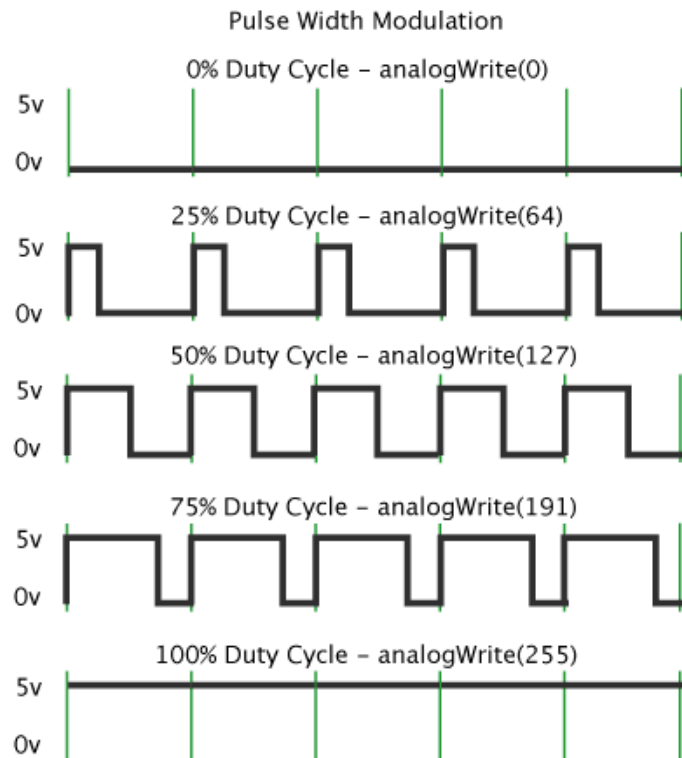 Pulse Width Modulation
0% Duty Cycle – analogWrite(0)
5v
0v
25% Duty Cycle – analogWrite(64)
5v
0v
50% Duty Cycle – analogWrite(127)
5v
0v
75% Duty Cycle – analogWrite(191)
5v
0v
100% Duty Cycle – analogWrite(255)
5v
0v